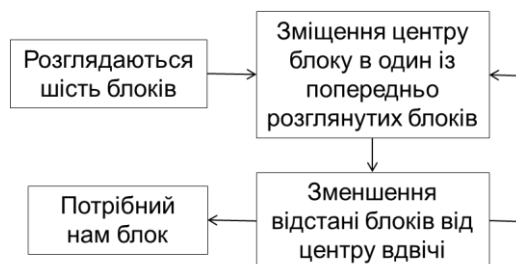 Розглядаються
шість блоків
Зміщення центру
блоку в один із
попередньо
розглянутих блоків
Потрібний
нам блок
Зменшення
відстані блоків від
центру вдвічі